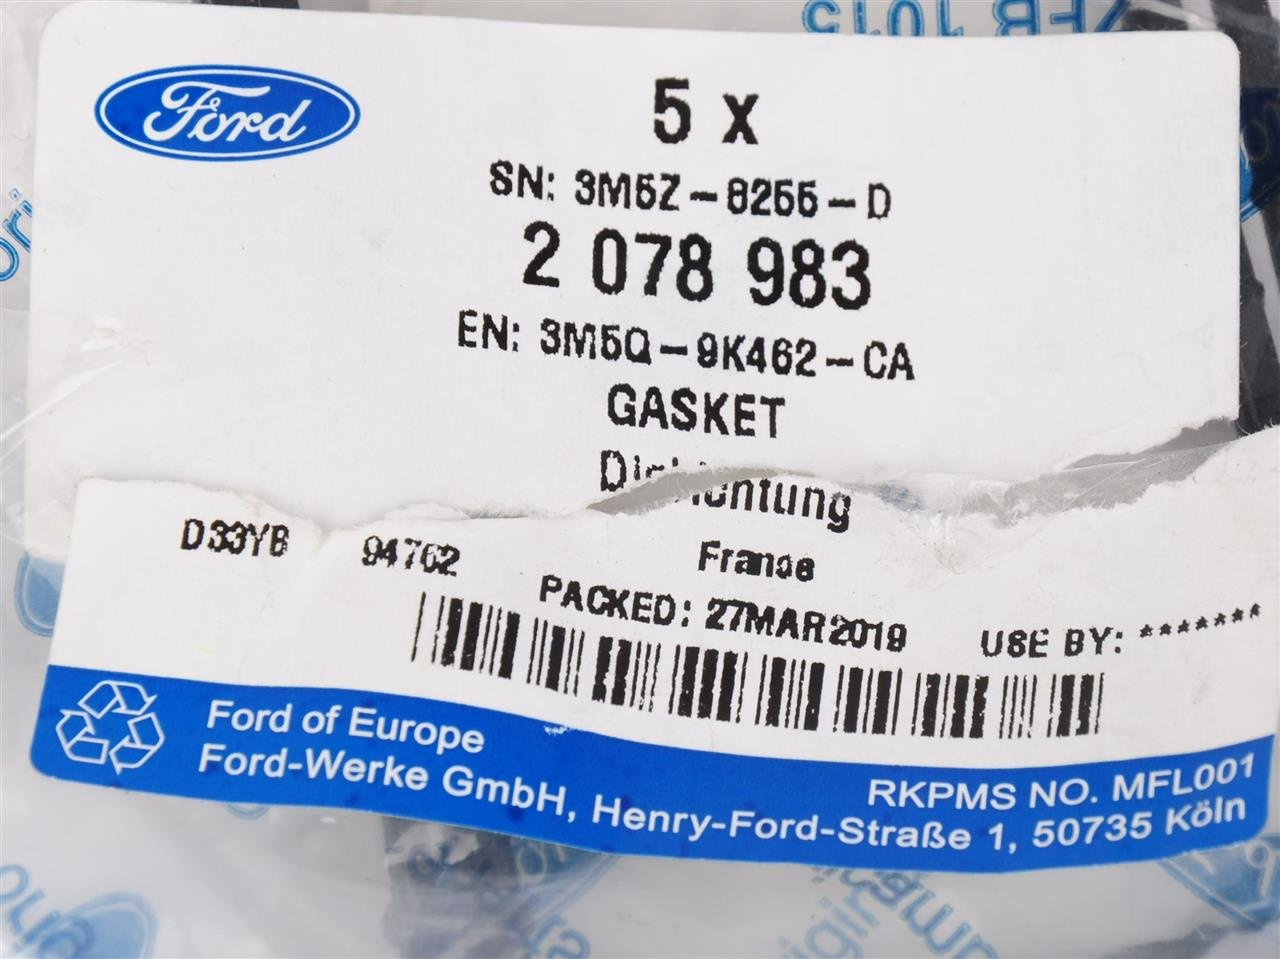 Ford
5 x
SN: 3M5Z-8255-D
2 078 983
EN: 3M5Q-9K462-CA
GASKET
Dichtung
D33YB 94762
France
PACKED: 27MAR2019 USE BY: *******
Ford of Europe
Ford-Werke GmbH, Henry-Ford-Straße 1, 50735 Köln
RKPMS NO. MFL001